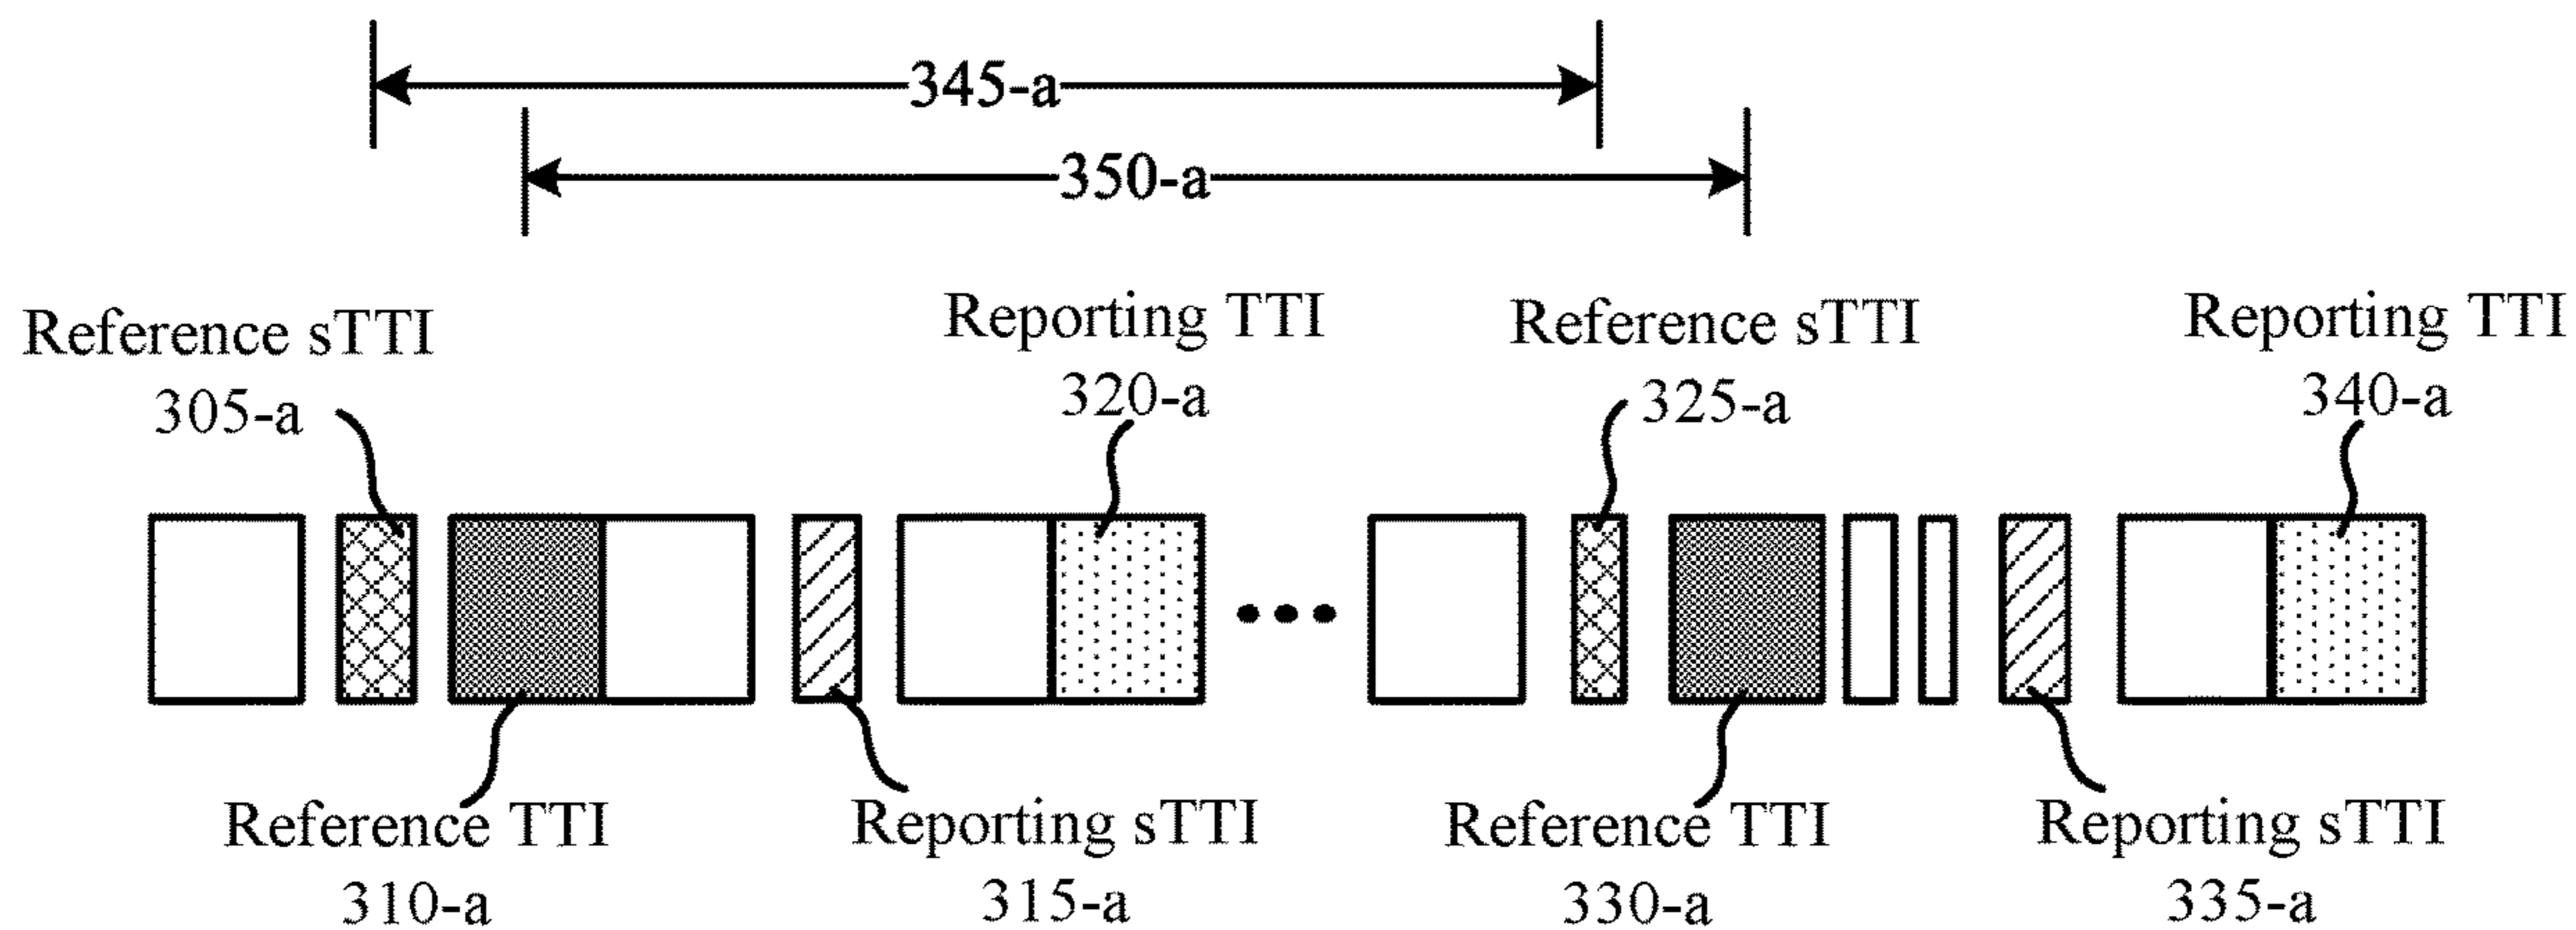 345-a
350-a
Reference sTTI
305-a
Reporting TTI
320-a
Reference sTTI
325-a
Reporting TTI
340-a
Reference TTI
310-a
Reporting sTTI
315-a
Reference TTI
330-a
Reporting sTTI
335-a